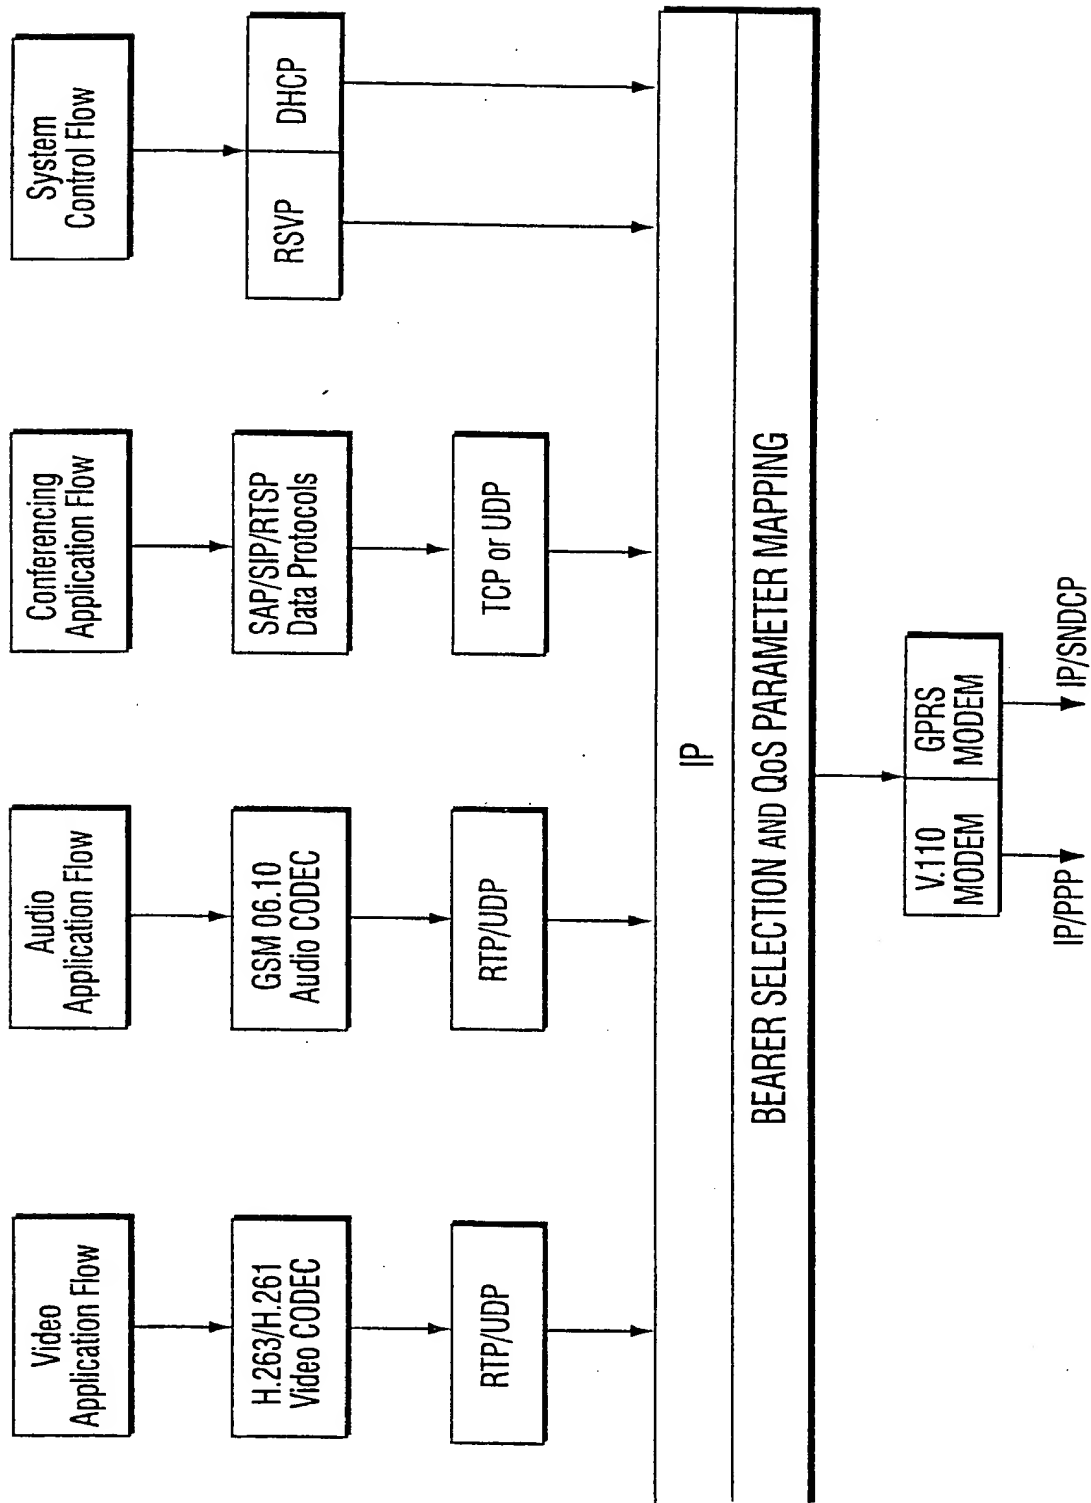 Video
Application Flow
H.263/H.261
Video CODEC
RTP/UDP
Audio
Application Flow
GSM 06.10
Audio CODEC
RTP/UDP
Conferencing
Application Flow
SAP/SIP/RTSP
Data Protocols
TCP or UDP
System
Control Flow
RSVP
DHCP
IP
BEARER SELECTION AND QoS PARAMETER MAPPING
V.110
MODEM
GPRS
MODEM
IP/PPP
IP/SNDCP